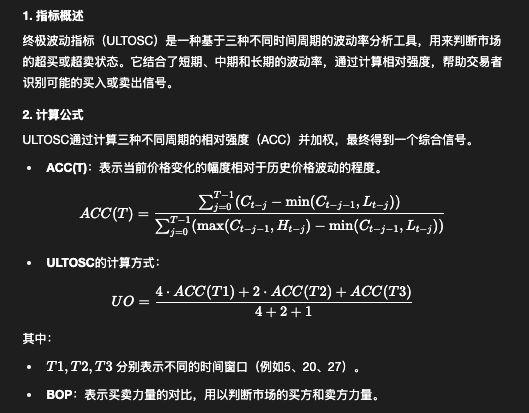 1. 指标概述
终极波动指标（ULTOSC）是一种基于三种不同时间周期的波动率分析工具，用来判断市场
的超买或超卖状态。它结合了短期、中期和长期的波动率，通过计算相对强度，帮助交易者
识别可能的买入或卖出信号。
2. 计算公式
ULTOSC通过计算三种不同周期的相对强度（ACC）并加权，最终得到一个综合信号。
• ACC(T)：表示当前价格变化的幅度相对于历史价格波动的程度。
ACC(T) = \frac{\sum_{j=0}^{T-1}(C_{t-j} - \min(C_{t-j-1}, L_{t-j}))}{\sum_{j=0}^{T-1}(\max(C_{t-j-1}, H_{t-j}) - \min(C_{t-j-1}, L_{t-j}))}
• ULTOSC的计算方式：
UO = \frac{4 \cdot ACC(T1) + 2 \cdot ACC(T2) + ACC(T3)}{4 + 2 + 1}
其中：
• T1, T2, T3 分别表示不同的时间窗口（例如5、20、27）。
• BOP：表示买卖力量的对比，用以判断市场的买方和卖方力量。